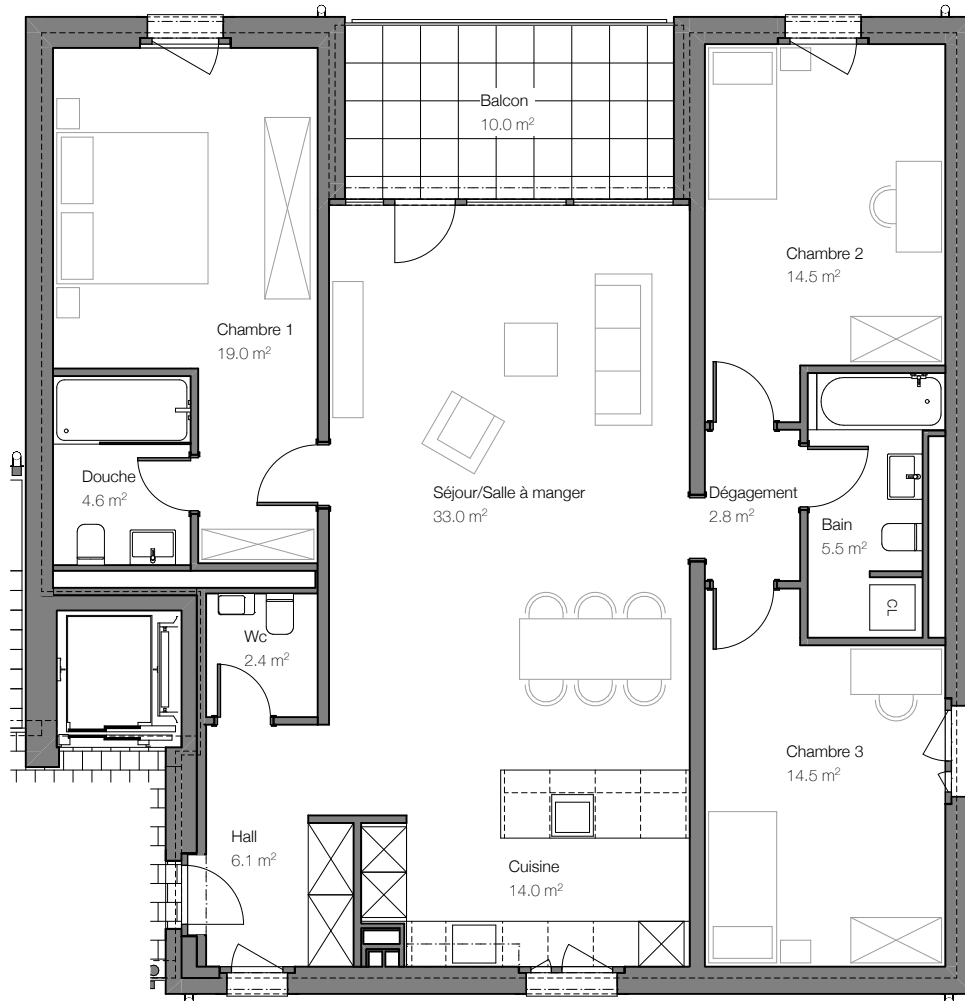 Balcon
10.0 m²
Chambre 2
14.5 m²
Chambre 1
19.0 m²
Douche
4.6 m²
Séjour/Salle à manger
33.0 m²
Dégagement
2.8 m²
Bain
5.5 m²
CL
Wc
2.4 m²
Chambre 3
14.5 m²
Hall
6.1 m²
Cuisine
14.0 m²